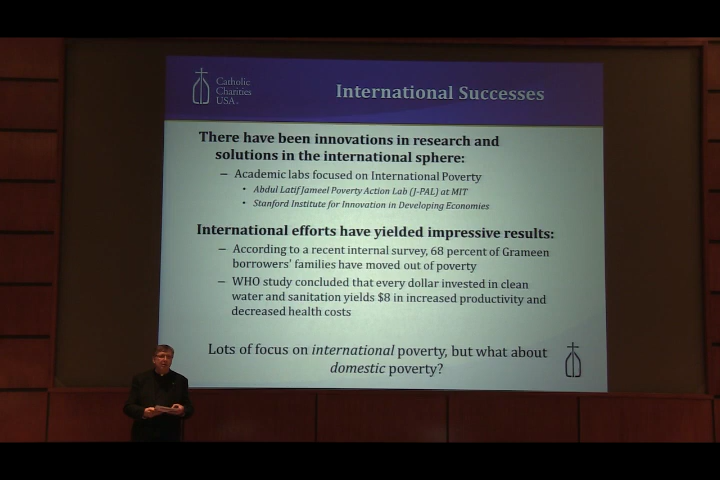 Catholic
Charities
USA.
International Successes
There have been innovations in research and
solutions in the international sphere:
– Academic labs focused on International Poverty
• Abdul Latif Jameel Poverty Action Lab (J-PAL) at MIT
• Stanford Institute for Innovation in Developing Economies
International efforts have yielded impressive results:
– According to a recent internal survey, 68 percent of Grameen
borrowers' families have moved out of poverty
– WHO study concluded that every dollar invested in clean
water and sanitation yields $8 in increased productivity and
decreased health costs
Lots of focus on international poverty, but what about
domestic poverty?